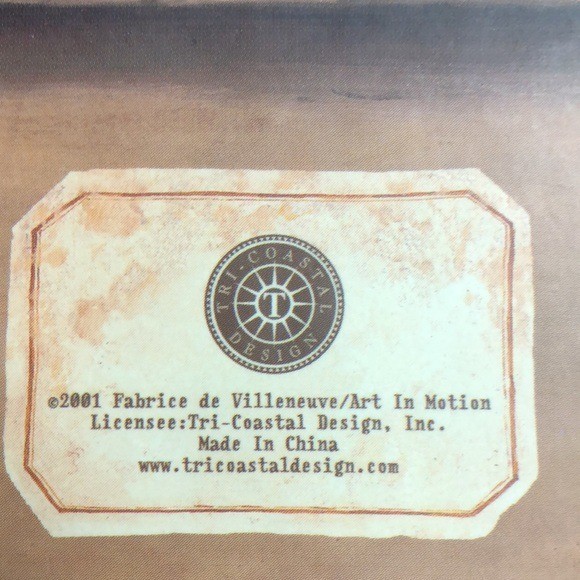 TRI-COASTAL
T
DESIGN
©2001 Fabrice de Villeneuve/Art In Motion
Licensee:Tri-Coastal Design, Inc.
Made In China
www.tricoastaldesign.com